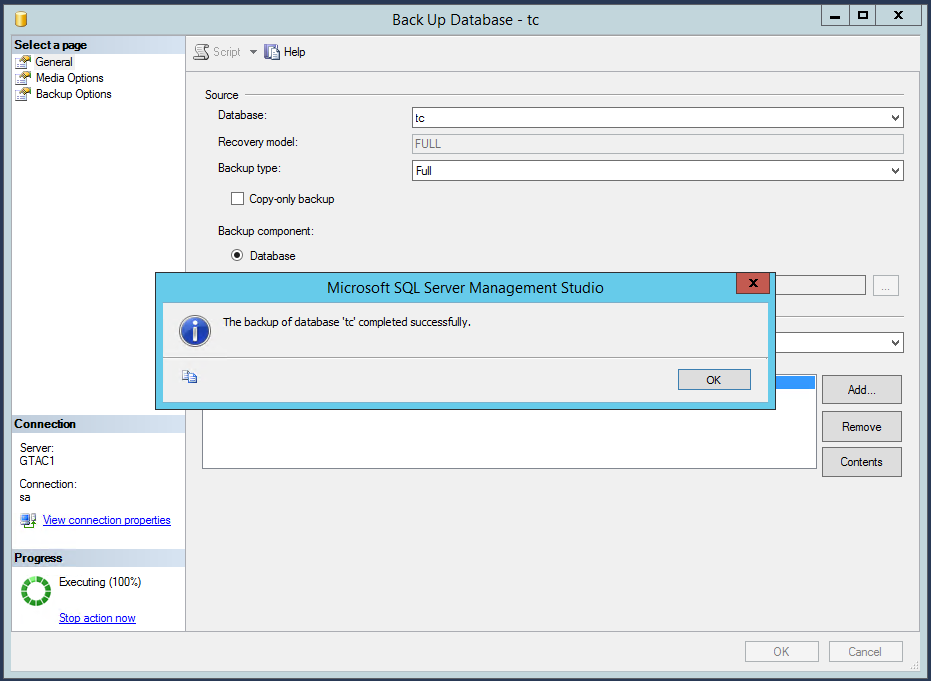 Back Up Database - tc
Select a page
General
Media Options
Backup Options
Script
Help
Source
Database:
tc
Recovery model:
FULL
Backup type:
Full
Copy-only backup
Backup component:
Database
...
Microsoft SQL Server Management Studio
The backup of database 'tc' completed successfully.
OK
Add...
Remove
Contents
Connection
Server:
GTAC1
Connection:
sa
View connection properties
Progress
Executing (100%)
Stop action now
OK
Cancel